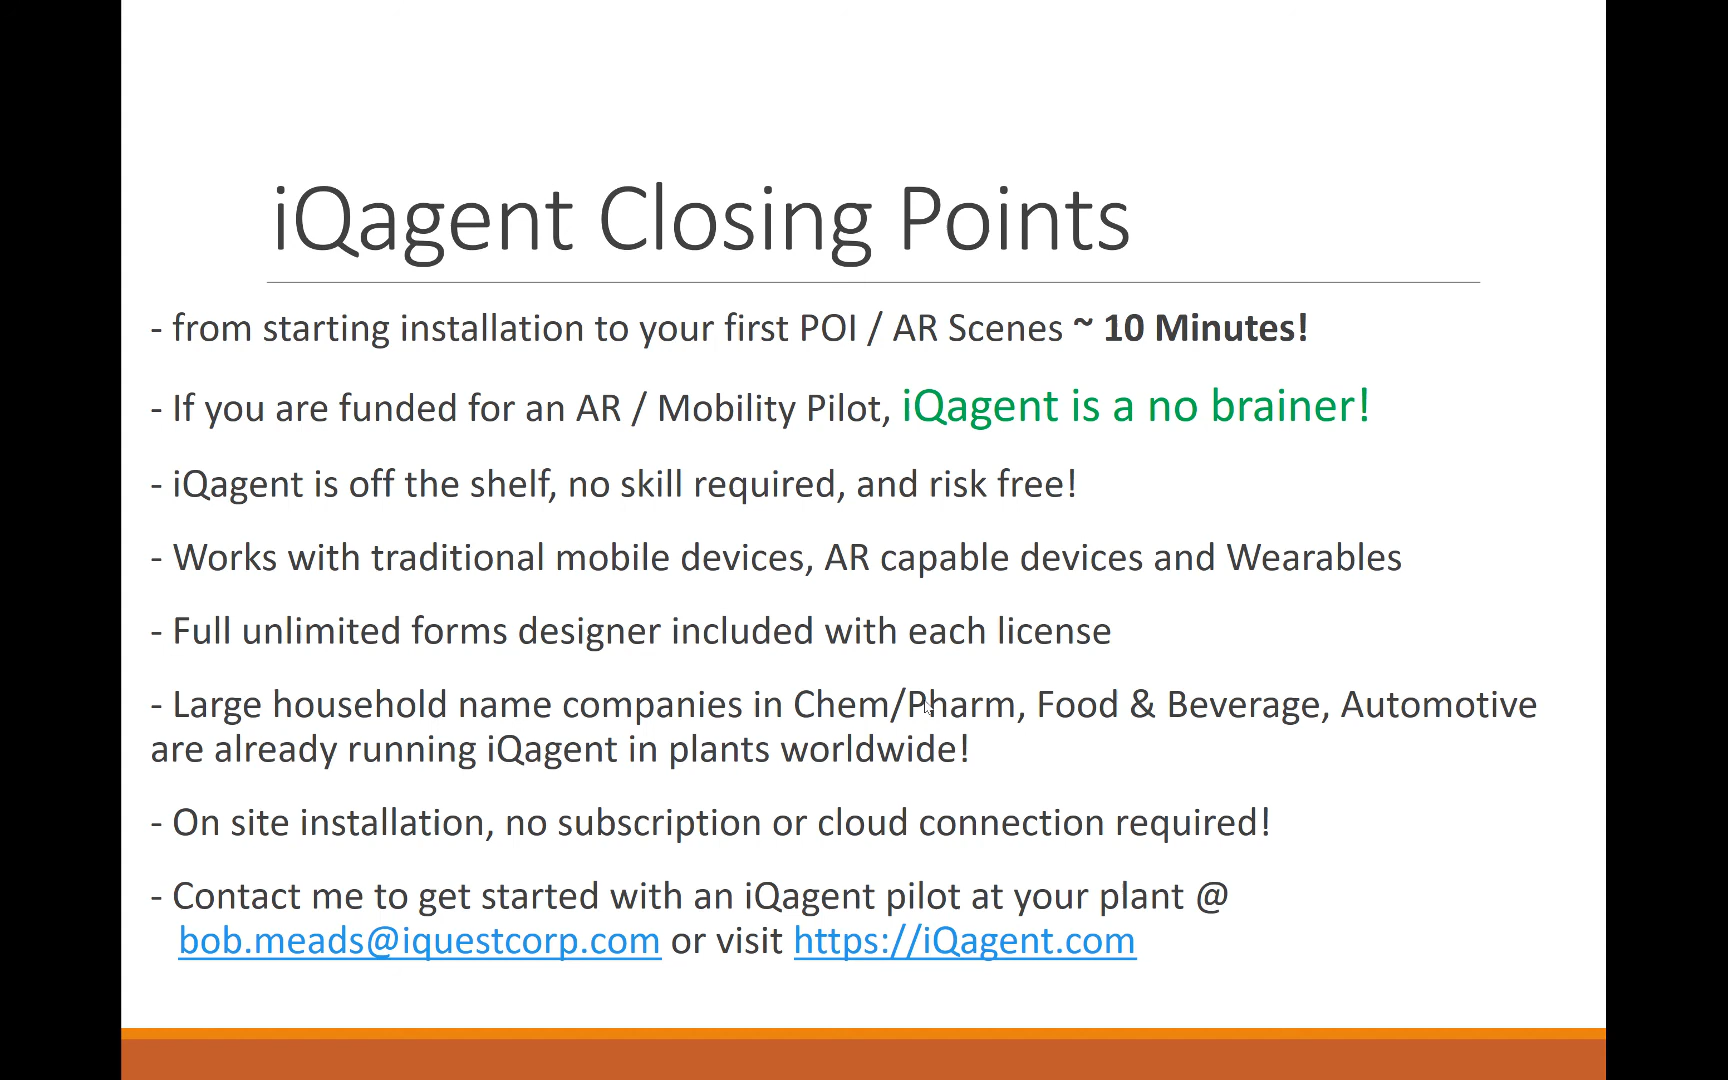 iQagent Closing Points
- from starting installation to your first POI / AR Scenes ~ 10 Minutes!
- If you are funded for an AR / Mobility Pilot, iQagent is a no brainer!
- iQagent is off the shelf, no skill required, and risk free!
- Works with traditional mobile devices, AR capable devices and Wearables
- Full unlimited forms designer included with each license
- Large household name companies in Chem/Pharm, Food & Beverage, Automotive
are already running iQagent in plants worldwide!
- On site installation, no subscription or cloud connection required!
- Contact me to get started with an iQagent pilot at your plant @
bob.meads@iquestcorp.com or visit https://iQagent.com